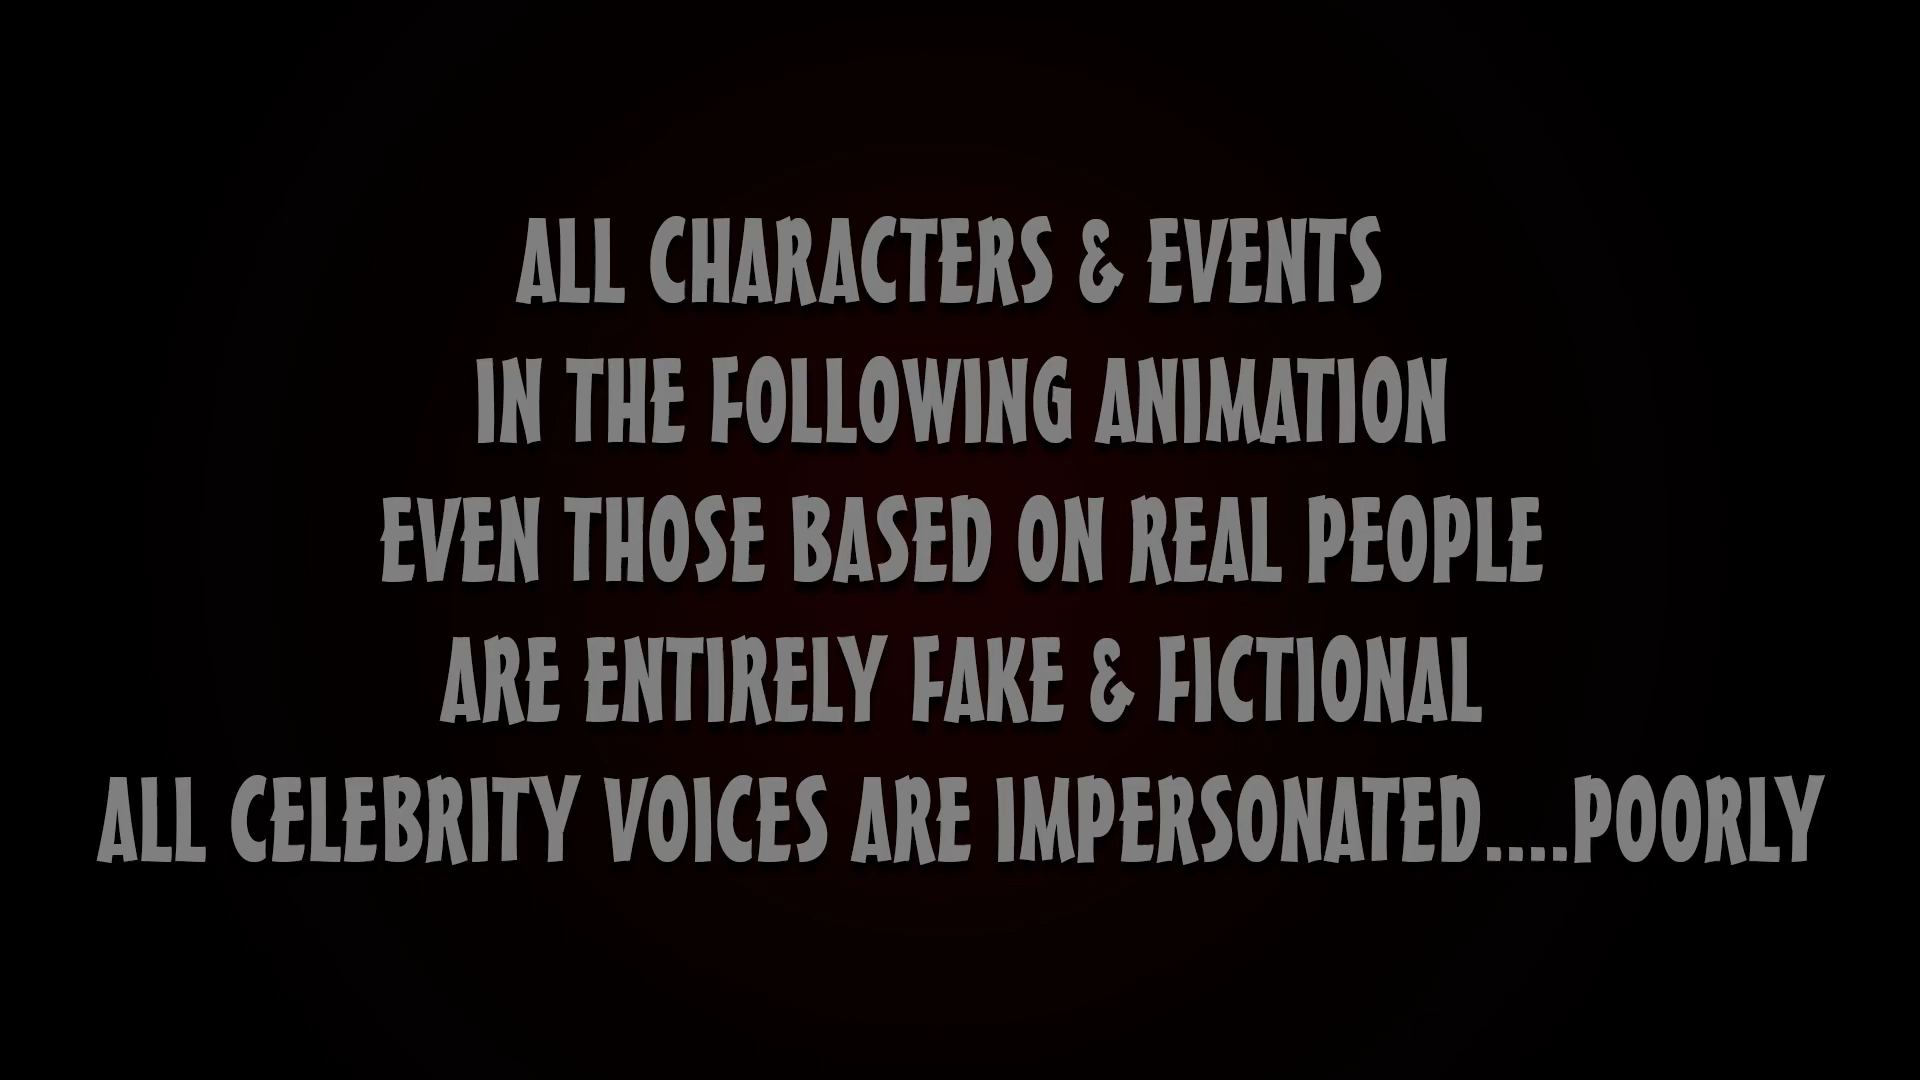 ALL CHARACTERS & EVENTS
IN THE FOLLOWING ANIMATION
EVEN THOSE BASED ON REAL PEOPLE
ARE ENTIRELY FAKE & FICTIONAL
ALL CELEBRITY VOICES ARE IMPERSONATED....POORLY